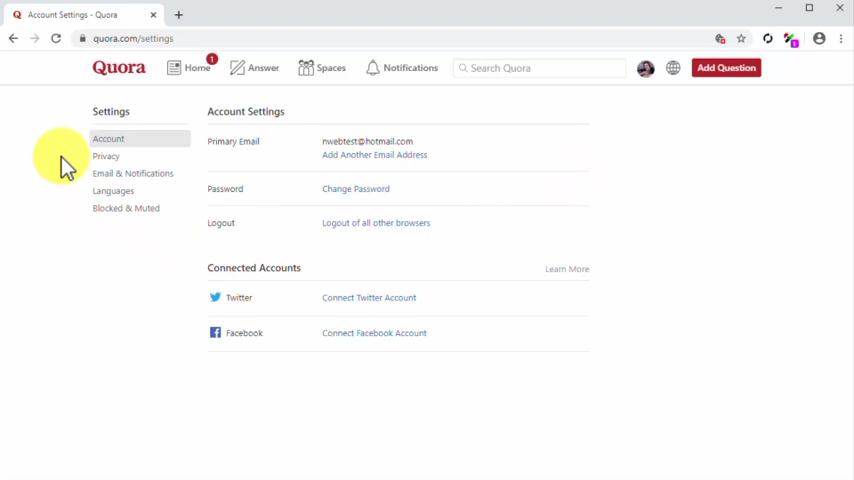 Account Settings - Quora
quora.com/settings
Quora
Home
1
Answer
Spaces
Notifications
Search Quora
Add Question
Settings
Account
Privacy
Email & Notifications
Languages
Blocked & Muted
Account Settings
Primary Email
nwebtest@hotmail.com
Add Another Email Address
Password
Change Password
Logout
Logout of all other browsers
Connected Accounts
Learn More
Twitter
Connect Twitter Account
Facebook
Connect Facebook Account